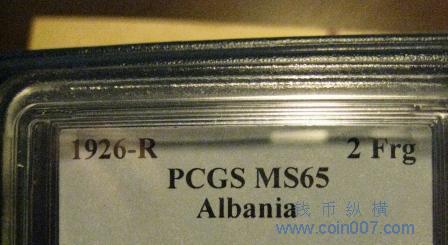 1926-R 2 Frg
PCGS MS65
Albania
钱币纵横
www.coin007.com